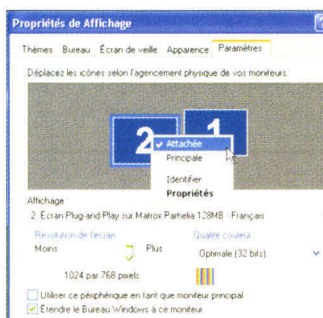 Propriétés de Affichage
Thèmes Bureau Écran de veille Apparence Paramètres
Déplacez les icônes selon l'agencement physique de vos moniteurs.
2 1
Attachée
Principale
Identifier
Propriétés
Affichage
2. Écran Plug-and-Play sur Matrox Parhelia 128MB - Français
Résolution de l'écran Qualité couleur
Moins Plus Optimale (32 bits)
1024 par 768 pixels
Utiliser ce périphérique en tant que moniteur principal
Étendre le Bureau Windows à ce moniteur